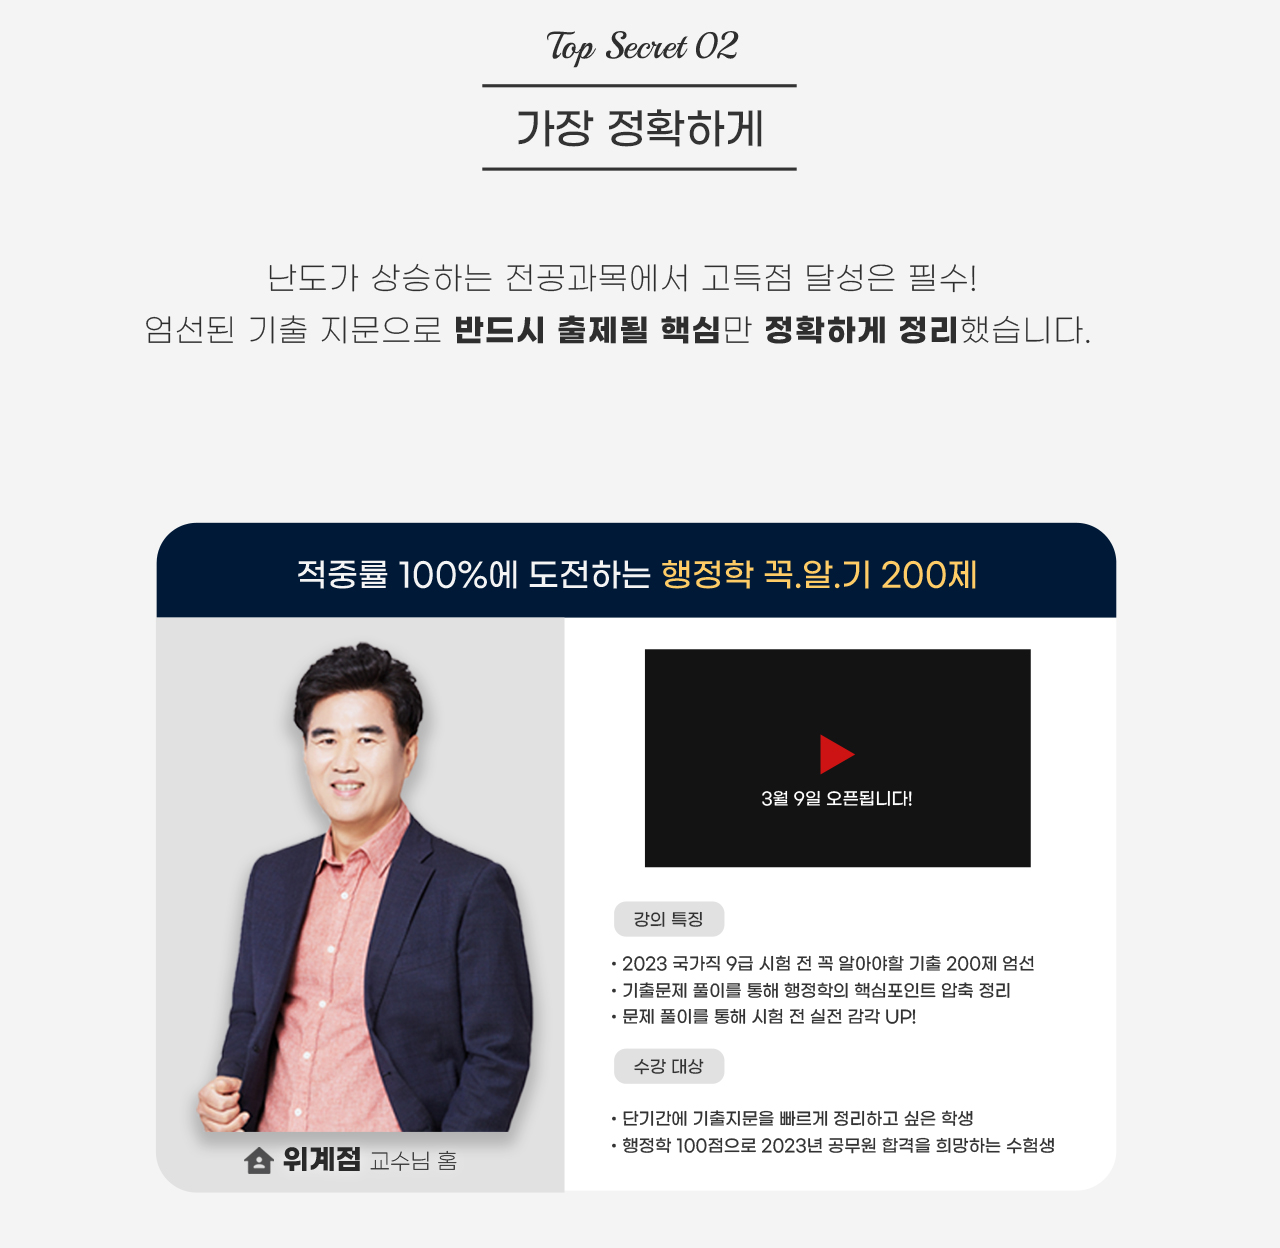 Top Secret 02
가장 정확하게
난도가 상승하는 전공과목에서 고득점 달성은 필수!
엄선된 기출 지문으로 반드시 출제될 핵심만 정확하게 정리했습니다.
적중률 100%에 도전하는 행정학 꼭.알.기 200제
3월 9일 오픈됩니다!
강의 특징
• 2023 국가직 9급 시험 전 꼭 알아야할 기출 200제 엄선
• 기출문제 풀이를 통해 행정학의 핵심포인트 압축 정리
• 문제 풀이를 통해 시험 전 실전 감각 UP!
수강 대상
• 단기간에 기출지문을 빠르게 정리하고 싶은 학생
• 행정학 100점으로 2023년 공무원 합격을 희망하는 수험생
위계점 교수님 홈